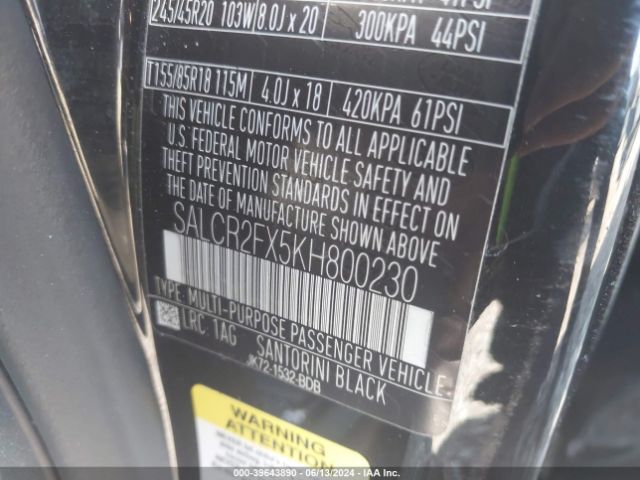 245/45R20 103W 8.0J x 20 300KPA 44PSI
T155/85R18 115M 4.0J x 18 420KPA 61PSI
THIS VEHICLE CONFORMS TO ALL APPLICABLE
U.S. FEDERAL MOTOR VEHICLE SAFETY AND
THEFT PREVENTION STANDARDS IN EFFECT ON
THE DATE OF MANUFACTURE SHOWN ABOVE.
SALCR2FX5KH800230
TYPE: MULTI-PURPOSE PASSENGER VEHICLE.
LRC: 1AG SANTORINI BLACK
JK72-1532-BDB
WARNING
ATTENTION
000-39643890 06/13/2024 IAAI.COM